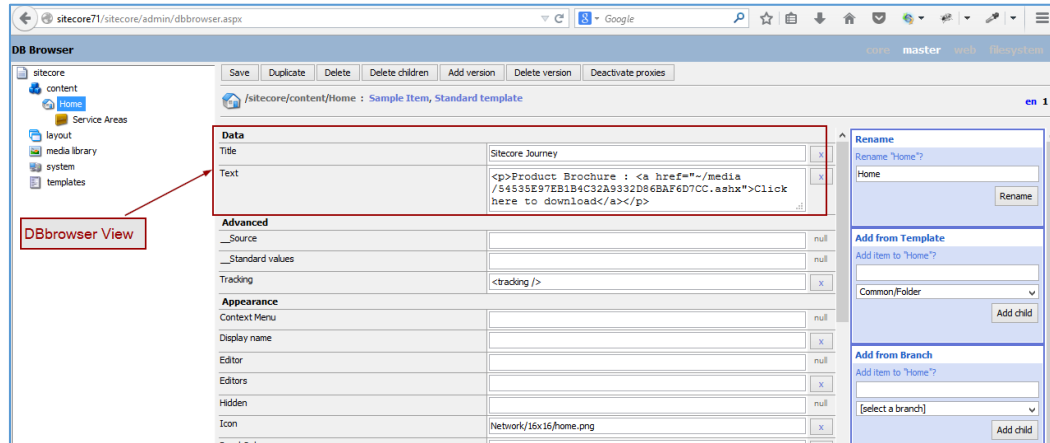 sitecore71/sitecore/admin/dbbrowser.aspx
Google
DB Browser
core master web filesystem
sitecore
content
Home
Service Areas
layout
media library
system
templates
DBbrowser View
Save Duplicate Delete Delete children Add version Delete version Deactivate proxies
/sitecore/content/Home : Sample Item, Standard template
en 1
Data
Title Sitecore Journey x
Text <p>Product Brochure : <a href="~/media
/54535E97EB1B4C32A9332D86BAF6D7CC.ashx">Click
here to download</a></p>
x
Advanced
__Source null
__Standard values null
Tracking <tracking /> x
Appearance
Context Menu null
Display name x
Editor null
Editors x
Hidden null
Icon Network/16x16/home.png x
Rename
Rename "Home"?
Home
Rename
Add from Template
Add item to "Home"?
Common/Folder
Add child
Add from Branch
Add item to "Home"?
[select a branch]
Add child